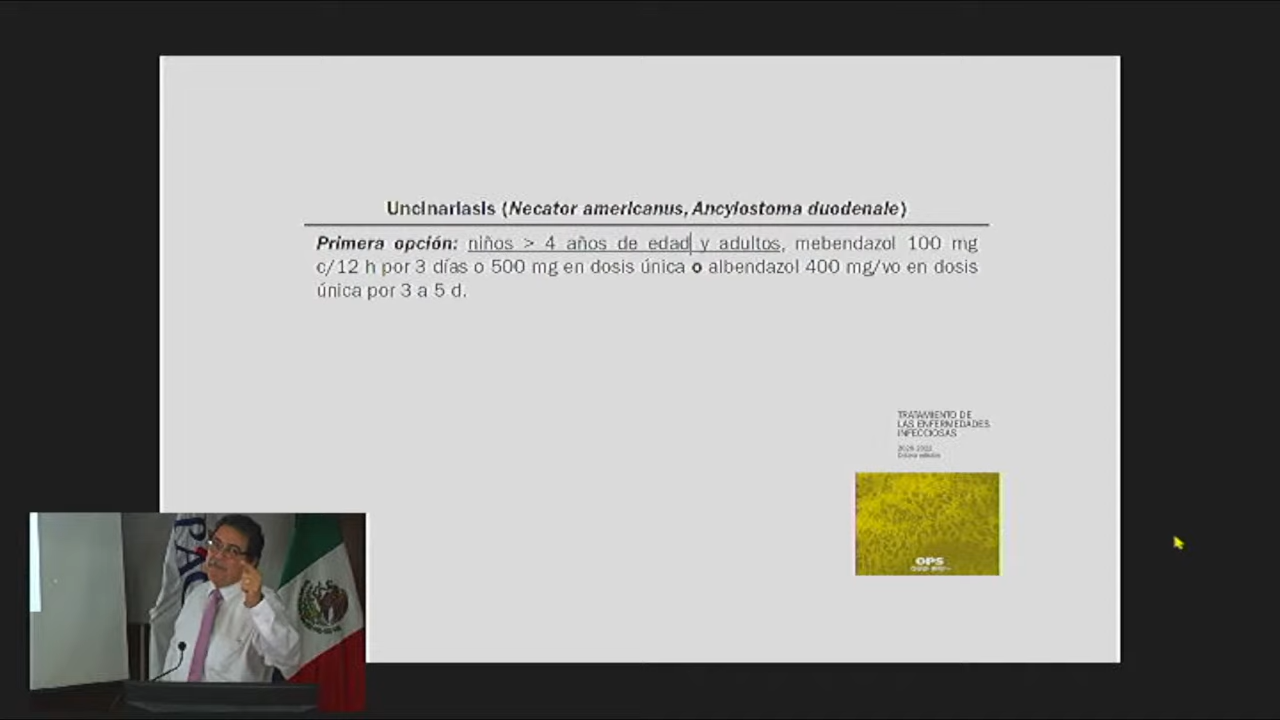 Uncinariasis (Necator americanus, Ancylostoma duodenale)
Primera opción: niños > 4 años de edad y adultos, mebendazol 100 mg
c/12 h por 3 días o 500 mg en dosis única o albendazol 400 mg/vo en dosis
única por 3 a 5 d.
TRATAMIENTO DE
LAS ENFERMEDADES
INFECCIOSAS
OPS